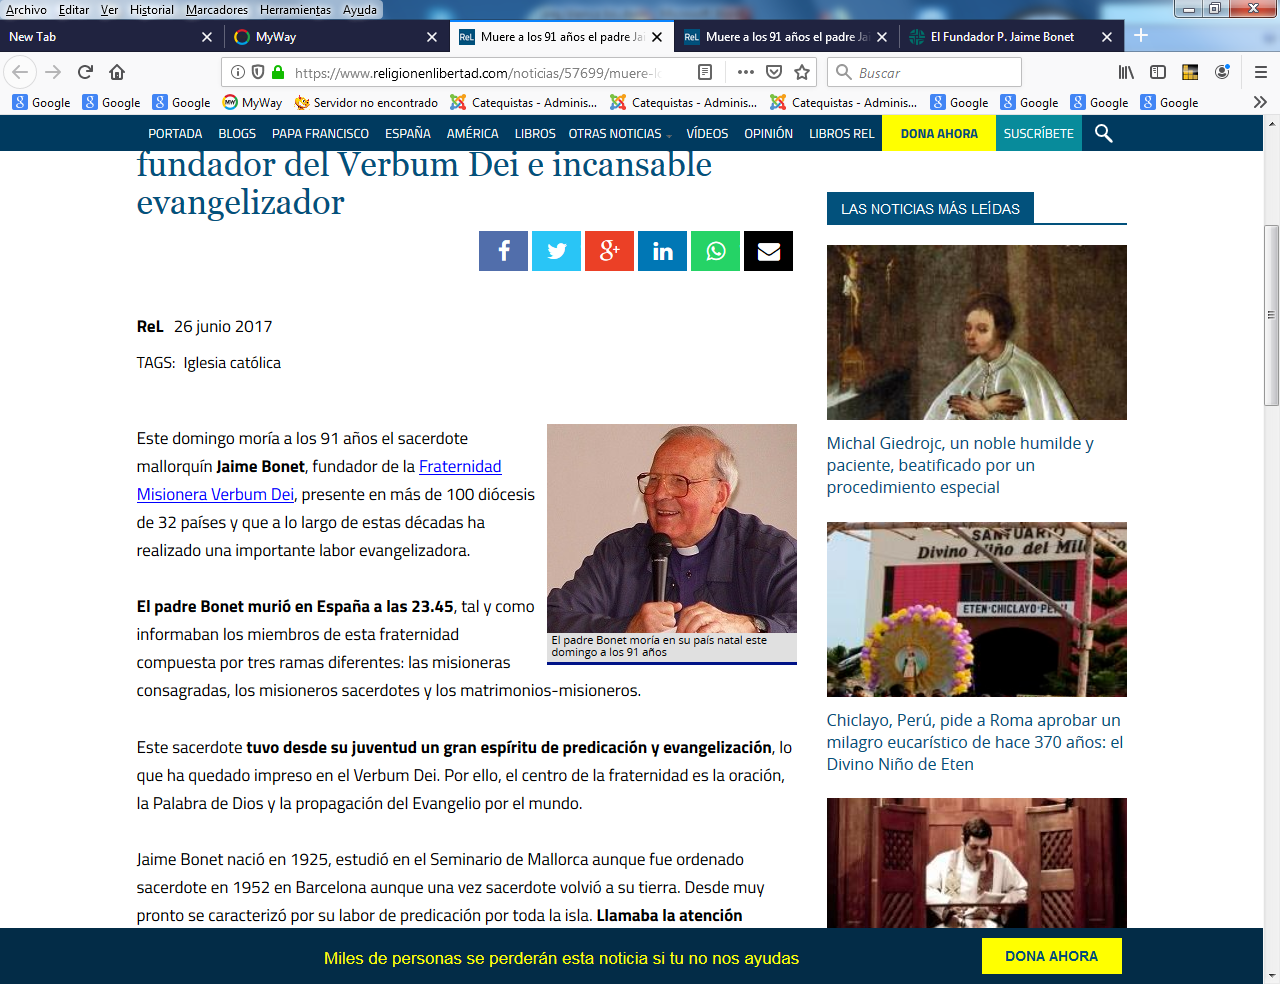 Archivo Editar Ver Historial Marcadores Herramientas Ayuda
New Tab
MyWay
Muere a los 91 años el padre Jai
Muere a los 91 años el padre Jai
El Fundador P. Jaime Bonet
https://www.religionenlibertad.com/noticias/57699/muere-lo
Buscar
Google
Google
Google
MyWay
Servidor no encontrado
Catequistas - Adminis...
Catequistas - Adminis...
Catequistas - Adminis...
Google
Google
Google
Google
PORTADA BLOGS PAPA FRANCISCO ESPAÑA AMÉRICA LIBROS OTRAS NOTICIAS VÍDEOS OPINIÓN LIBROS REL DONA AHORA SUSCRÍBETE
fundador del Verbum Dei e incansable
evangelizador
ReL 26 junio 2017
TAGS: Iglesia católica
Este domingo moría a los 91 años el sacerdote
mallorquín Jaime Bonet, fundador de la Fraternidad
Misionera Verbum Dei, presente en más de 100 diócesis
de 32 países y que a lo largo de estas décadas ha
realizado una importante labor evangelizadora.
El padre Bonet moría en su país natal este
domingo a los 91 años
El padre Bonet murió en España a las 23.45, tal y como
informaban los miembros de esta fraternidad
compuesta por tres ramas diferentes: las misioneras
consagradas, los misioneros sacerdotes y los matrimonios-misioneros.
Este sacerdote tuvo desde su juventud un gran espíritu de predicación y evangelización, lo
que ha quedado impreso en el Verbum Dei. Por ello, el centro de la fraternidad es la oración,
la Palabra de Dios y la propagación del Evangelio por el mundo.
Jaime Bonet nació en 1925, estudió en el Seminario de Mallorca aunque fue ordenado
sacerdote en 1952 en Barcelona aunque una vez sacerdote volvió a su tierra. Desde muy
pronto se caracterizó por su labor de predicación por toda la isla. Llamaba la atención
LAS NOTICIAS MÁS LEÍDAS
Michal Giedrojc, un noble humilde y
paciente, beatificado por un
procedimiento especial
SANTUARIO
Divino Niño del Milagro
ETEN-CHICLAYO-PERU
Chiclayo, Perú, pide a Roma aprobar un
milagro eucarístico de hace 370 años: el
Divino Niño de Eten
Miles de personas se perderán esta noticia si tu no nos ayudas
DONA AHORA